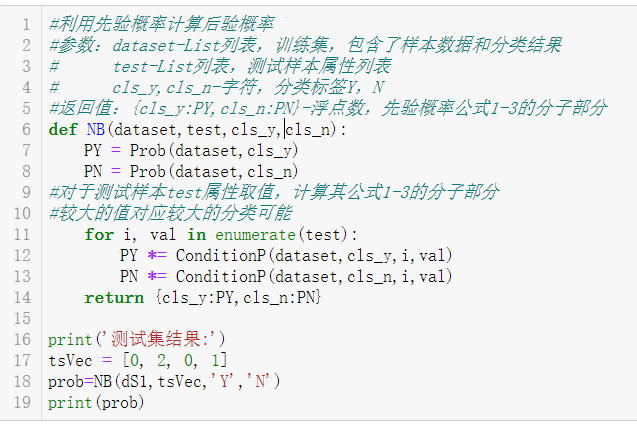 1 #利用先验概率计算后验概率
2 #参数：dataset-List列表，训练集，包含了样本数据和分类结果
3 #      test-List列表，测试样本属性列表
4 #      cls_y,cls_n-字符，分类标签Y，N
5 #返回值：{cls_y:PY,cls_n:PN}-浮点数，先验概率公式1-3的分子部分
6 def NB(dataset,test,cls_y,cls_n):
7     PY = Prob(dataset,cls_y)
8     PN = Prob(dataset,cls_n)
9 #对于测试样本test属性取值，计算其公式1-3的分子部分
10 #较大的值对应较大的分类可能
11     for i, val in enumerate(test):
12         PY *= ConditionP(dataset,cls_y,i,val)
13         PN *= ConditionP(dataset,cls_n,i,val)
14     return {cls_y:PY,cls_n:PN}
15
16 print('测试集结果:')
17 tsVec = [0, 2, 0, 1]
18 prob=NB(dS1,tsVec,'Y','N')
19 print(prob)